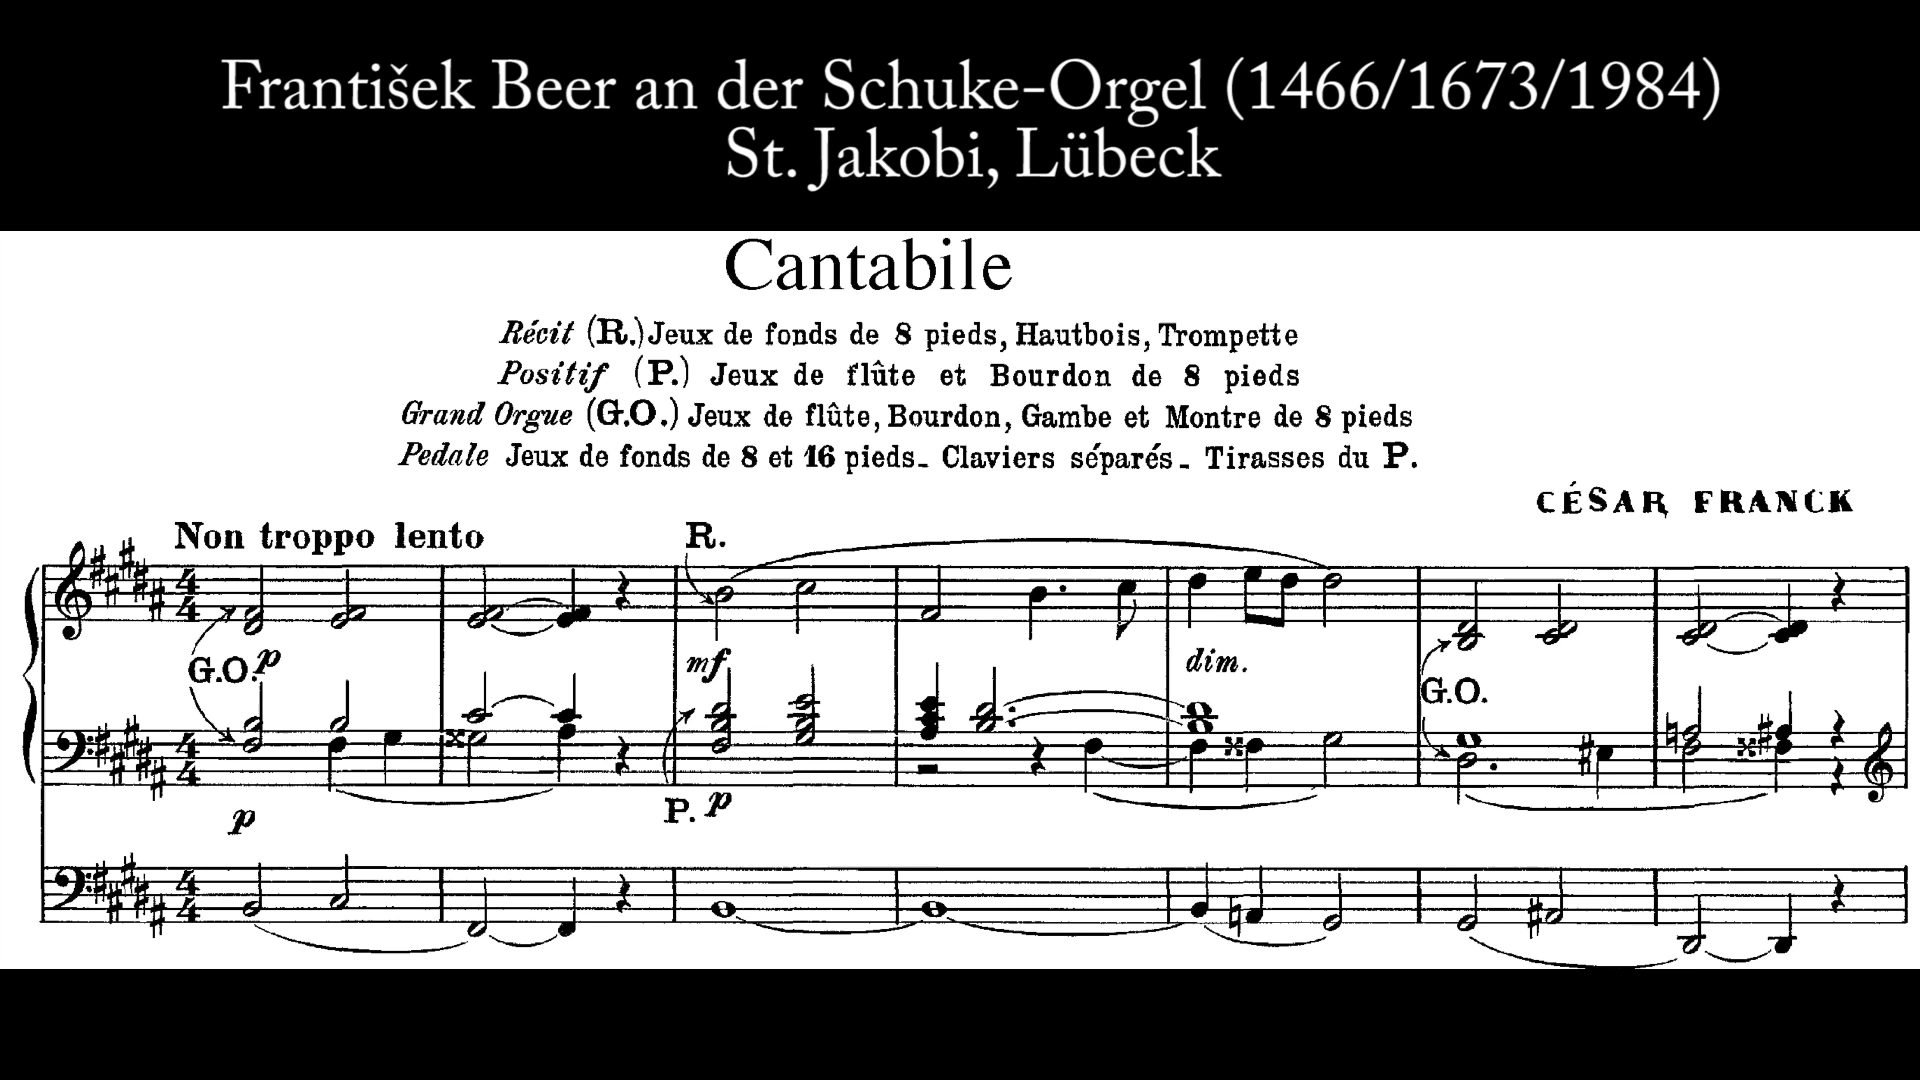 František Beer an der Schuke-Orgel (1466/1673/1984)
St. Jakobi, Lübeck
Cantabile
Récit (R.) Jeux de fonds de 8 pieds, Hautbois, Trompette
Positif (P.) Jeux de flûte et Bourdon de 8 pieds
Grand Orgue (G.O.) Jeux de flûte, Bourdon, Gambe et Montre de 8 pieds
Pedale Jeux de fonds de 8 et 16 pieds_ Claviers séparés_ Tirasses du P.
CÉSAR FRANCK
Non troppo lento
R.
G.O. p
mf
dim.
G.O.
p
P. p